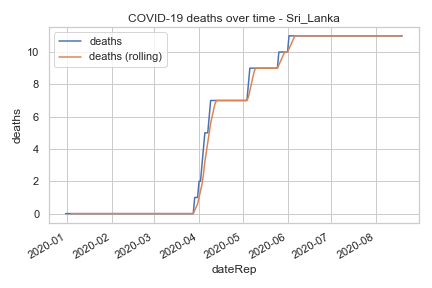 COVID-19 deaths over time - Sri_Lanka
deaths
deaths (rolling)
deaths
10
8
6
4
2
0
2020-01
2020-02
2020-03
2020-04
2020-05
2020-06
2020-07
2020-08
dateRep